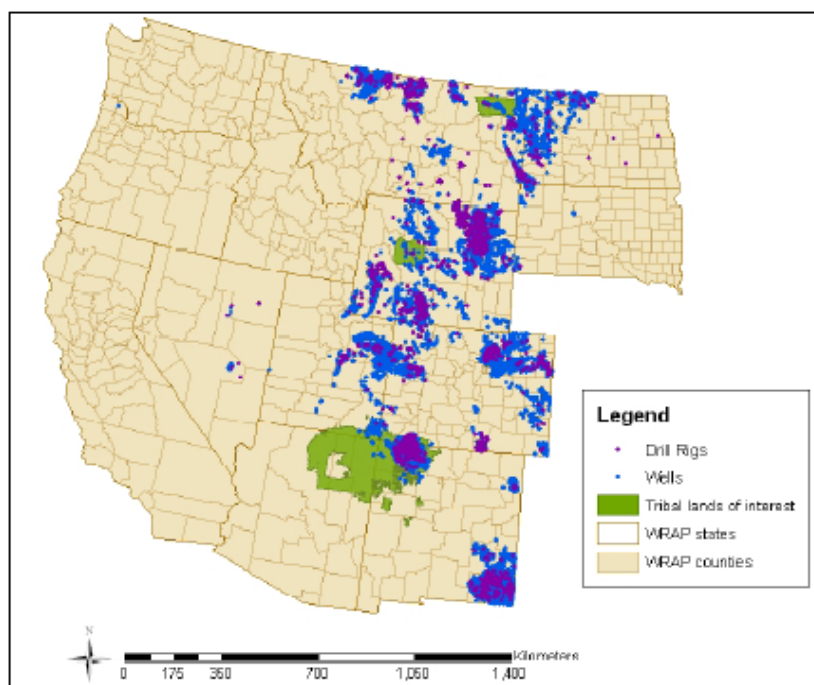 Legend
Drill Rigs
Wells
Tribal lands of interest
WRAP states
WRAP counties
N
Kilometers
0 175 350 700 1,050 1,400